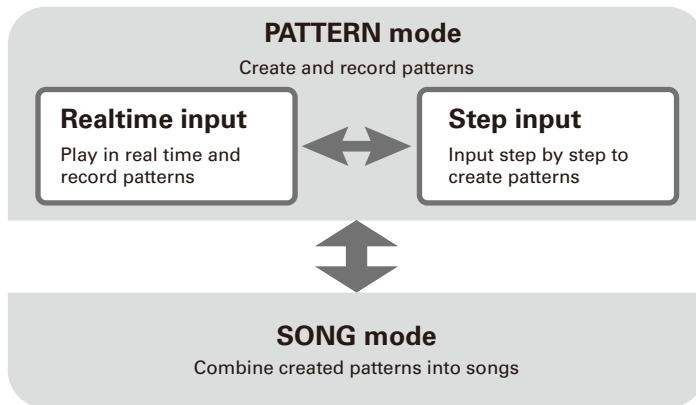 PATTERN mode
Create and record patterns
Realtime input
Play in real time and
record patterns
Step input
Input step by step to
create patterns
SONG mode
Combine created patterns into songs